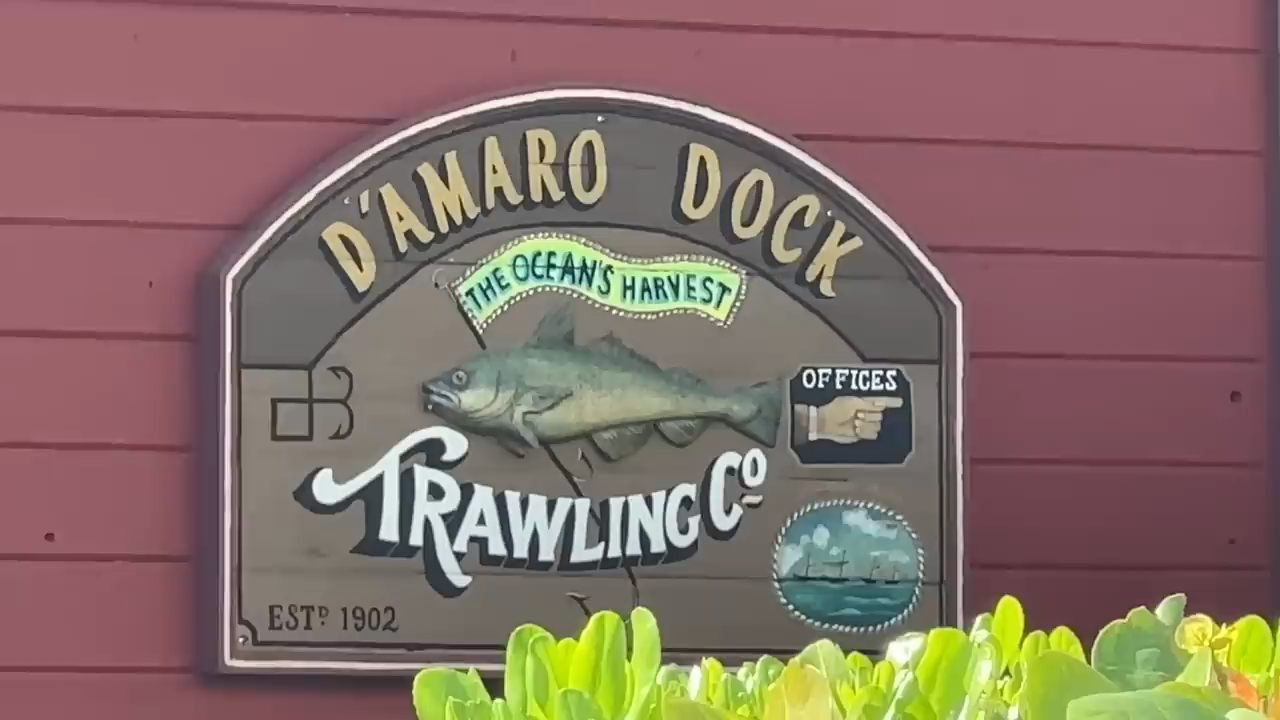 D'AMARO DOCK
THE OCEAN'S HARVEST
OFFICES
TRAWLING Cº
ESTᴰ 1902